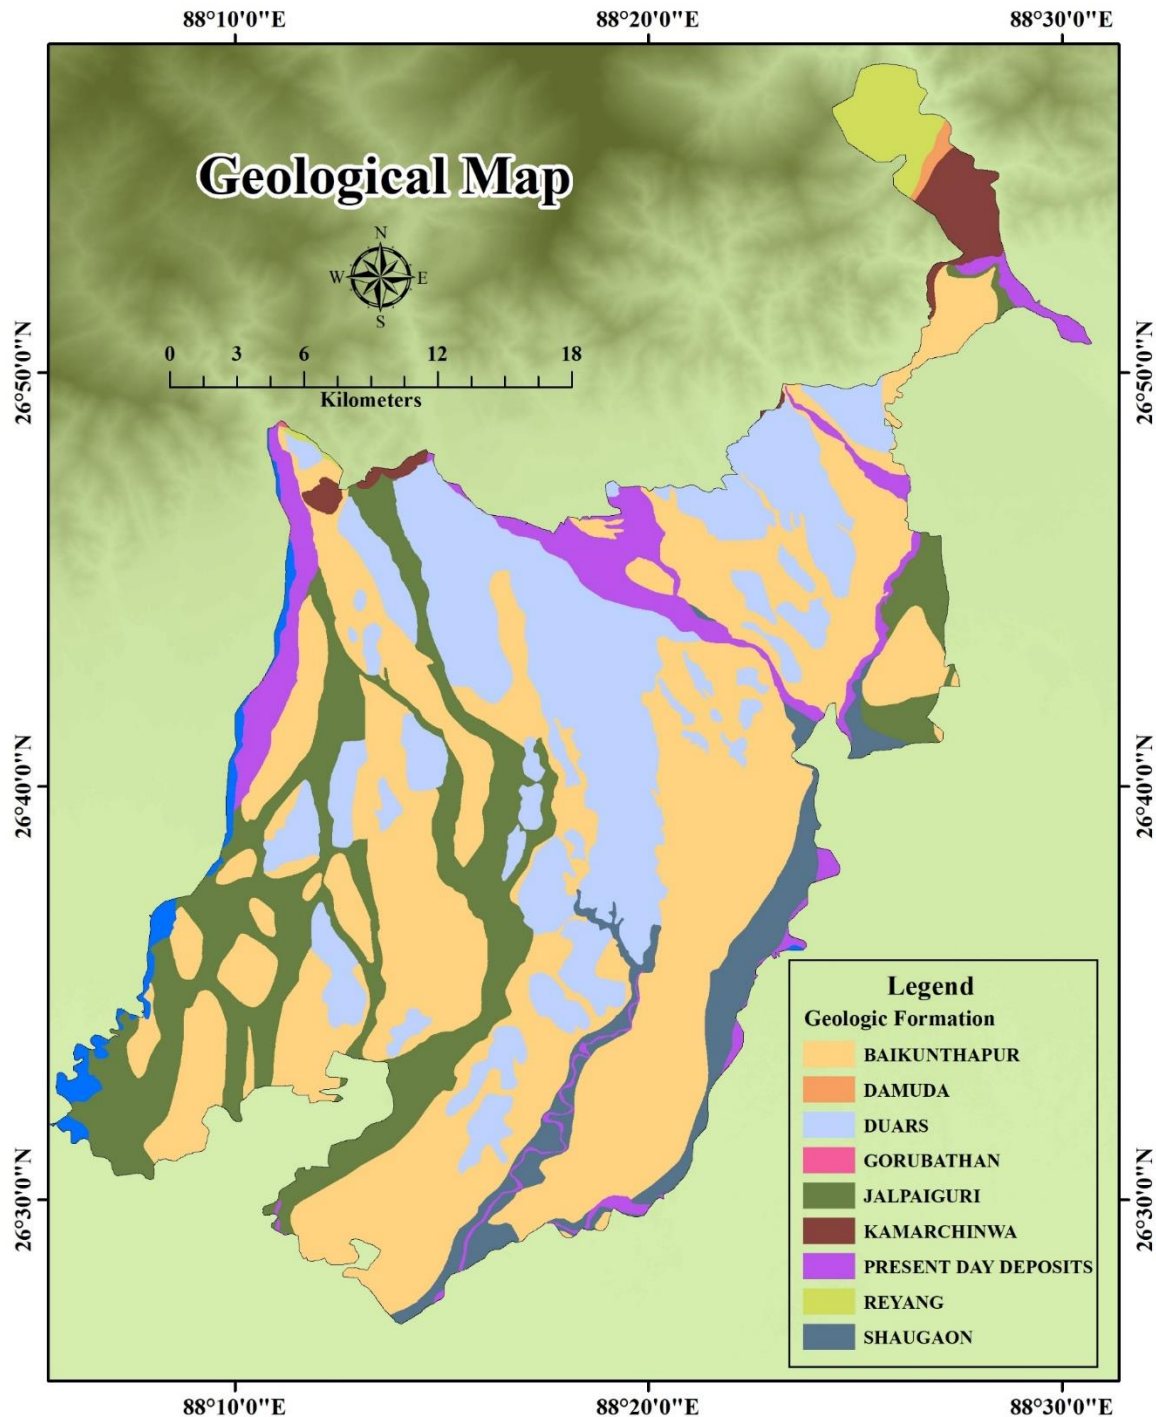 88°10'0"E 88°20'0"E 88°30'0"E
Geological Map
N
W E
S
0 3 6 12 18
Kilometers
26°50'0"N 26°50'0"N
26°40'0"N 26°40'0"N
26°30'0"N 26°30'0"N
Legend
Geologic Formation
BAIKUNTHAPUR
DAMUDA
DUARS
GORUBATHAN
JALPAIGURI
KAMARCHINWA
PRESENT DAY DEPOSITS
REYANG
SHAUGAON
88°10'0"E 88°20'0"E 88°30'0"E